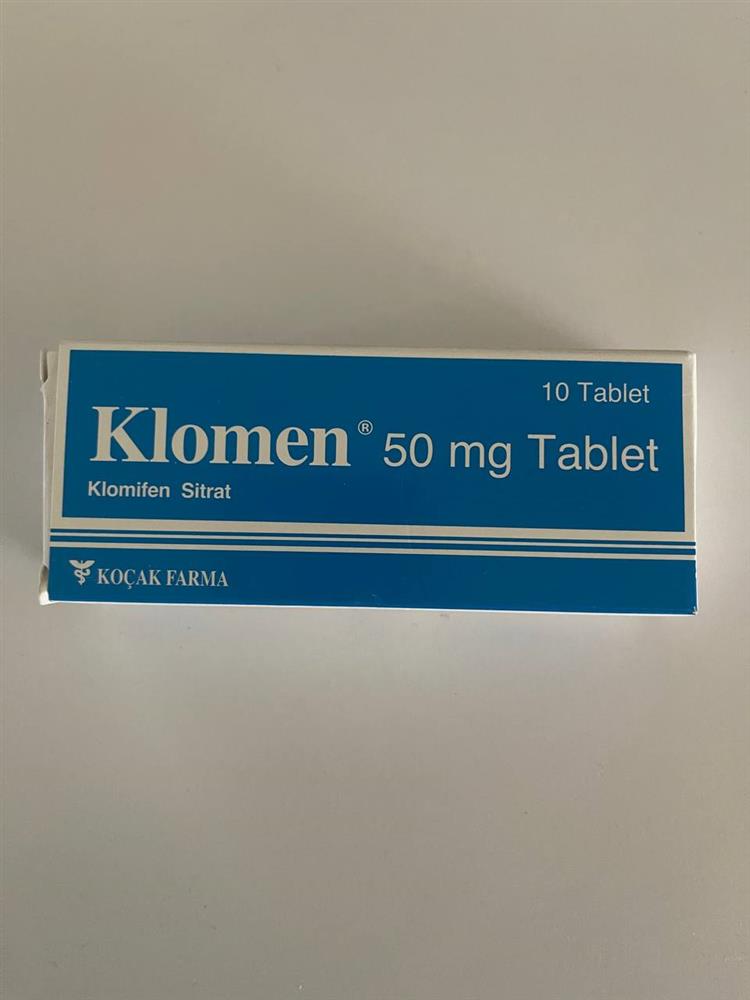 10 Tablet
Klomen® 50 mg Tablet
Klomifen Sitrat
KOÇAK FARMA